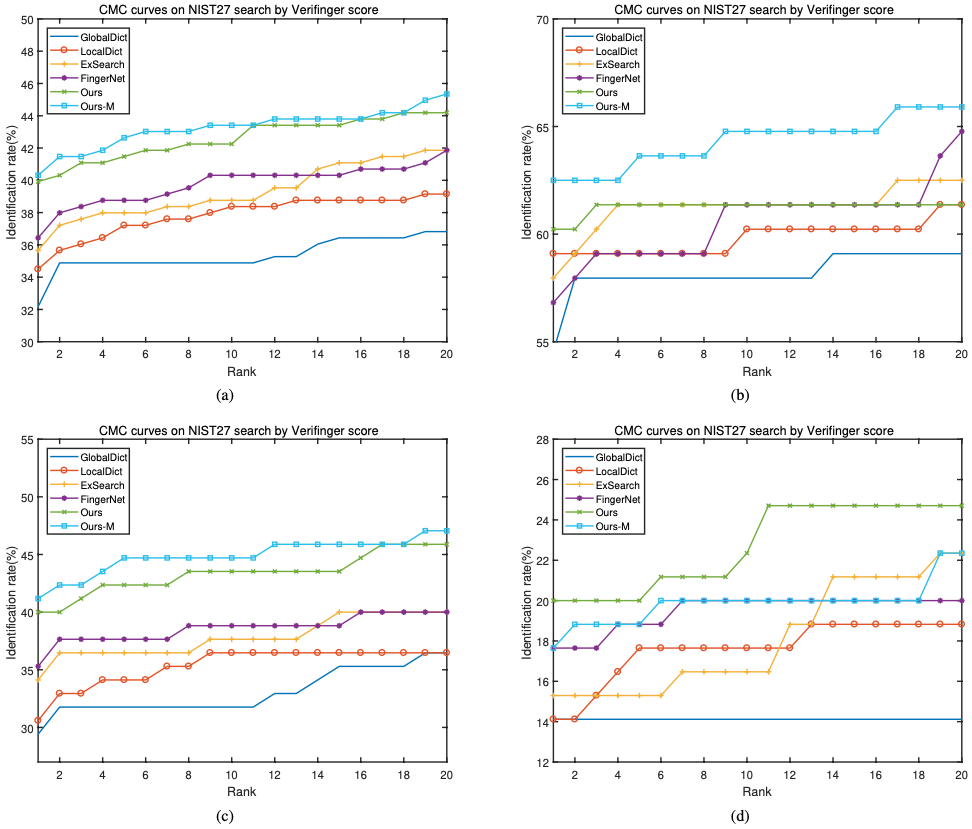 CMC curves on NIST27 search by Verifinger score
50
48
46
44
42
40
38
36
34
32
30
Identification rate(%)
GlobalDict
LocalDict
ExSearch
FingerNet
Ours
Ours-M
2 4 6 8 10 12 14 16 18 20
Rank
(a)
CMC curves on NIST27 search by Verifinger score
70
65
60
55
Identification rate(%)
GlobalDict
LocalDict
ExSearch
FingerNet
Ours
Ours-M
2 4 6 8 10 12 14 16 18 20
Rank
(b)
CMC curves on NIST27 search by Verifinger score
55
50
45
40
35
30
Identification rate(%)
GlobalDict
LocalDict
ExSearch
FingerNet
Ours
Ours-M
2 4 6 8 10 12 14 16 18 20
Rank
(c)
CMC curves on NIST27 search by Verifinger score
28
26
24
22
20
18
16
14
12
Identification rate(%)
GlobalDict
LocalDict
ExSearch
FingerNet
Ours
Ours-M
2 4 6 8 10 12 14 16 18 20
Rank
(d)